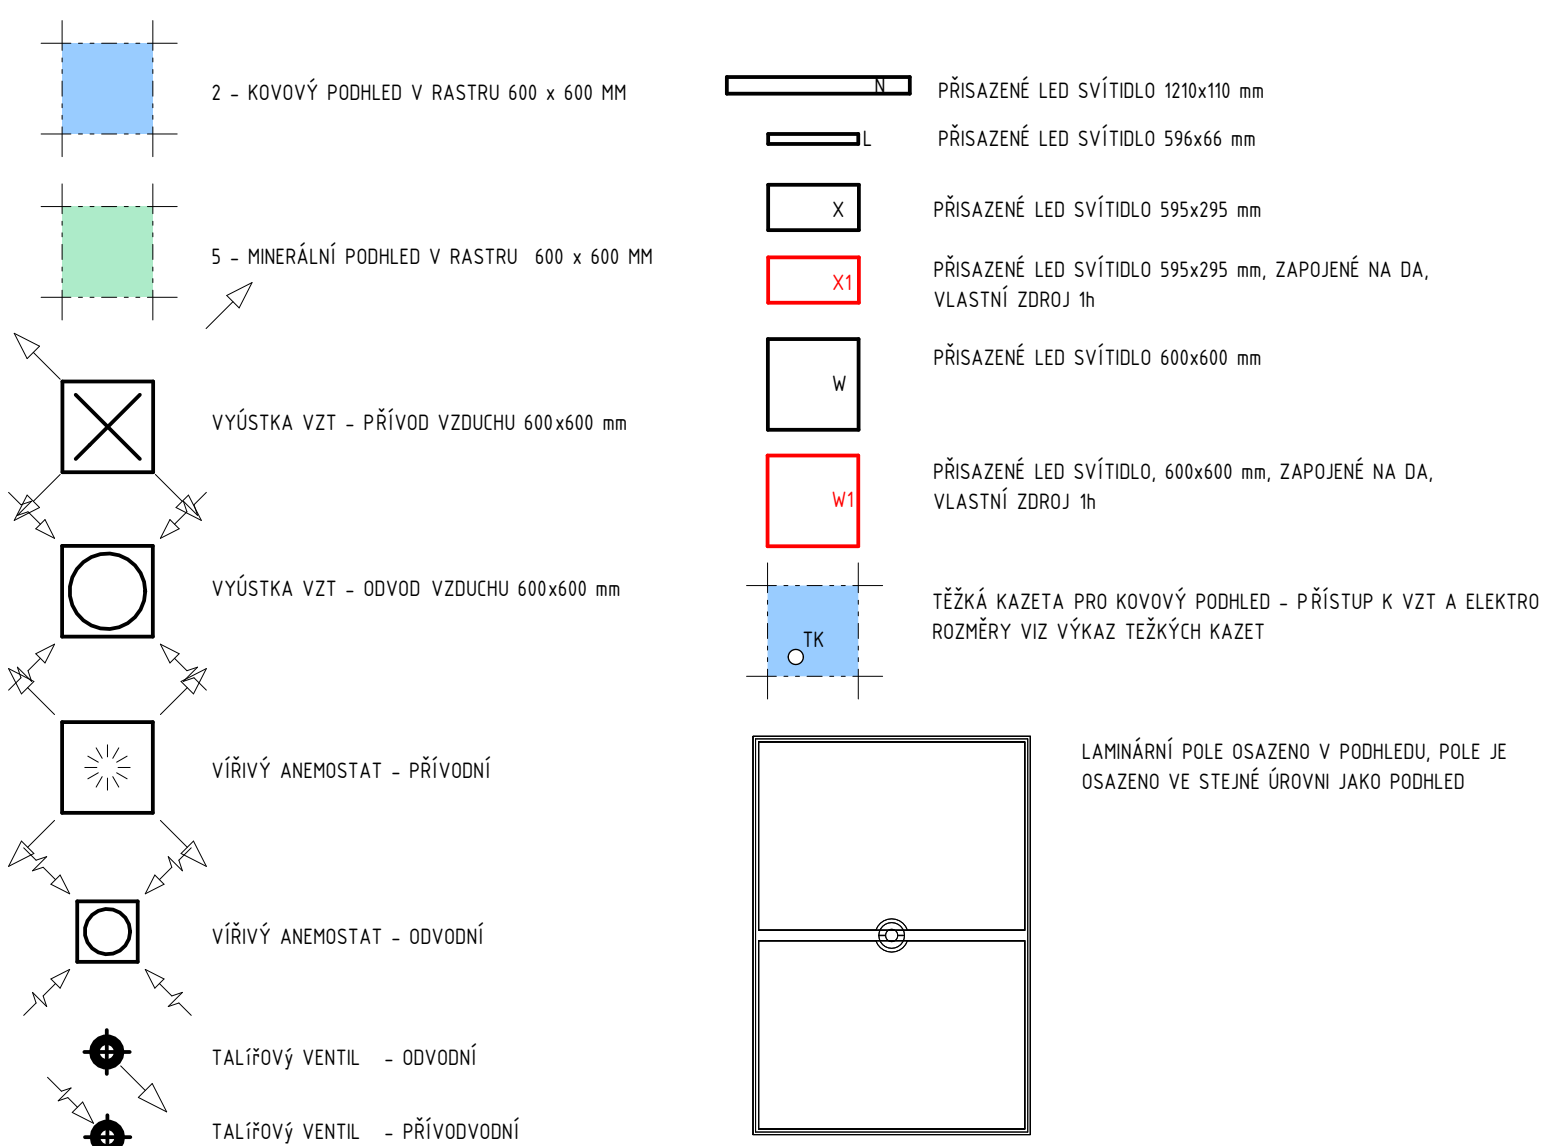 2 - KOVOVÝ PODHLED V RASTRU 600 x 600 MM
5 - MINERÁLNÍ PODHLED V RASTRU 600 x 600 MM
VYÚSTKA VZT - PŘÍVOD VZDUCHU 600x600 mm
VYÚSTKA VZT - ODVOD VZDUCHU 600x600 mm
VÍŘIVÝ ANEMOSTAT - PŘÍVODNÍ
VÍŘIVÝ ANEMOSTAT - ODVODNÍ
TALířOVý VENTIL - ODVODNÍ
TALířOVý VENTIL - PŘÍVODVODNÍ
N PŘISAZENÉ LED SVÍTIDLO 1210x110 mm
L PŘISAZENÉ LED SVÍTIDLO 596x66 mm
X PŘISAZENÉ LED SVÍTIDLO 595x295 mm
X1 PŘISAZENÉ LED SVÍTIDLO 595x295 mm, ZAPOJENÉ NA DA,
VLASTNÍ ZDROJ 1h
W PŘISAZENÉ LED SVÍTIDLO 600x600 mm
W1 PŘISAZENÉ LED SVÍTIDLO, 600x600 mm, ZAPOJENÉ NA DA,
VLASTNÍ ZDROJ 1h
TK TĚŽKÁ KAZETA PRO KOVOVÝ PODHLED - PŘÍSTUP K VZT A ELEKTRO
ROZMĚRY VIZ VÝKAZ TEŽKÝCH KAZET
LAMINÁRNÍ POLE OSAZENO V PODHLEDU, POLE JE
OSAZENO VE STEJNÉ ÚROVNI JAKO PODHLED